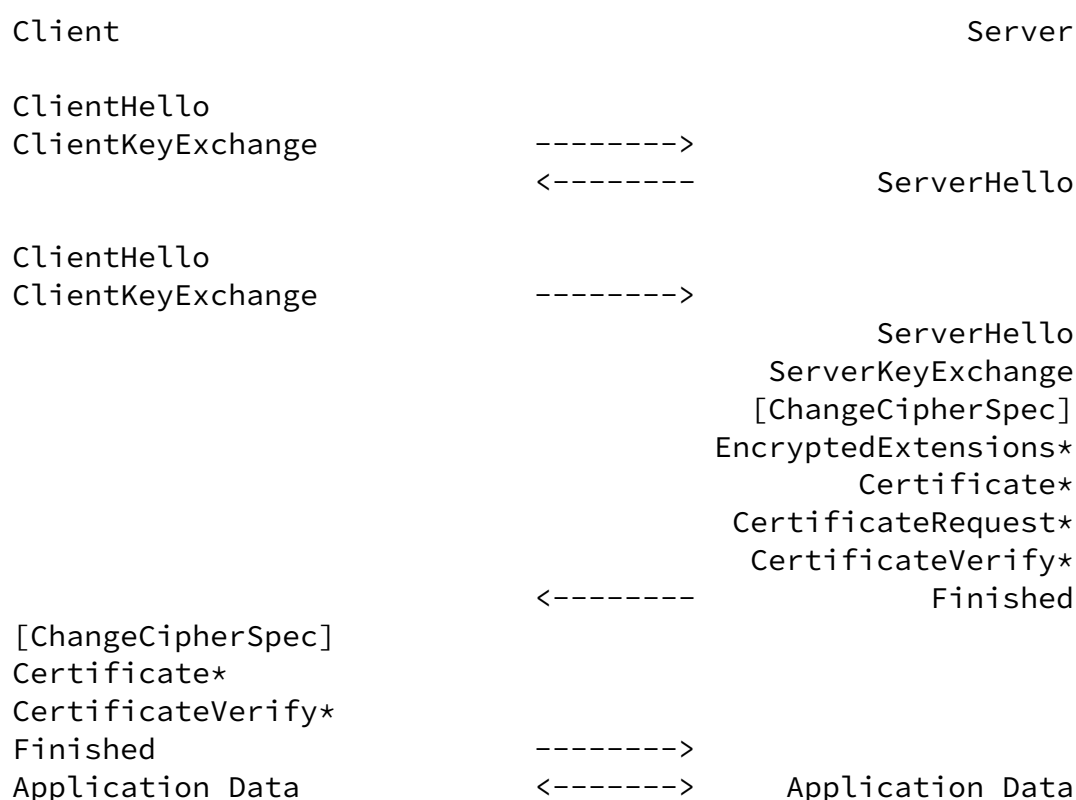 Client                                               Server

ClientHello
ClientKeyExchange            -------->
                             <--------          ServerHello

ClientHello
ClientKeyExchange            -------->
                                                ServerHello
                                          ServerKeyExchange
                                         [ChangeCipherSpec]
                                       EncryptedExtensions*
                                               Certificate*
                                        CertificateRequest*
                                         CertificateVerify*
                             <--------             Finished
[ChangeCipherSpec]
Certificate*
CertificateVerify*
Finished                     -------->
Application Data             <------->     Application Data